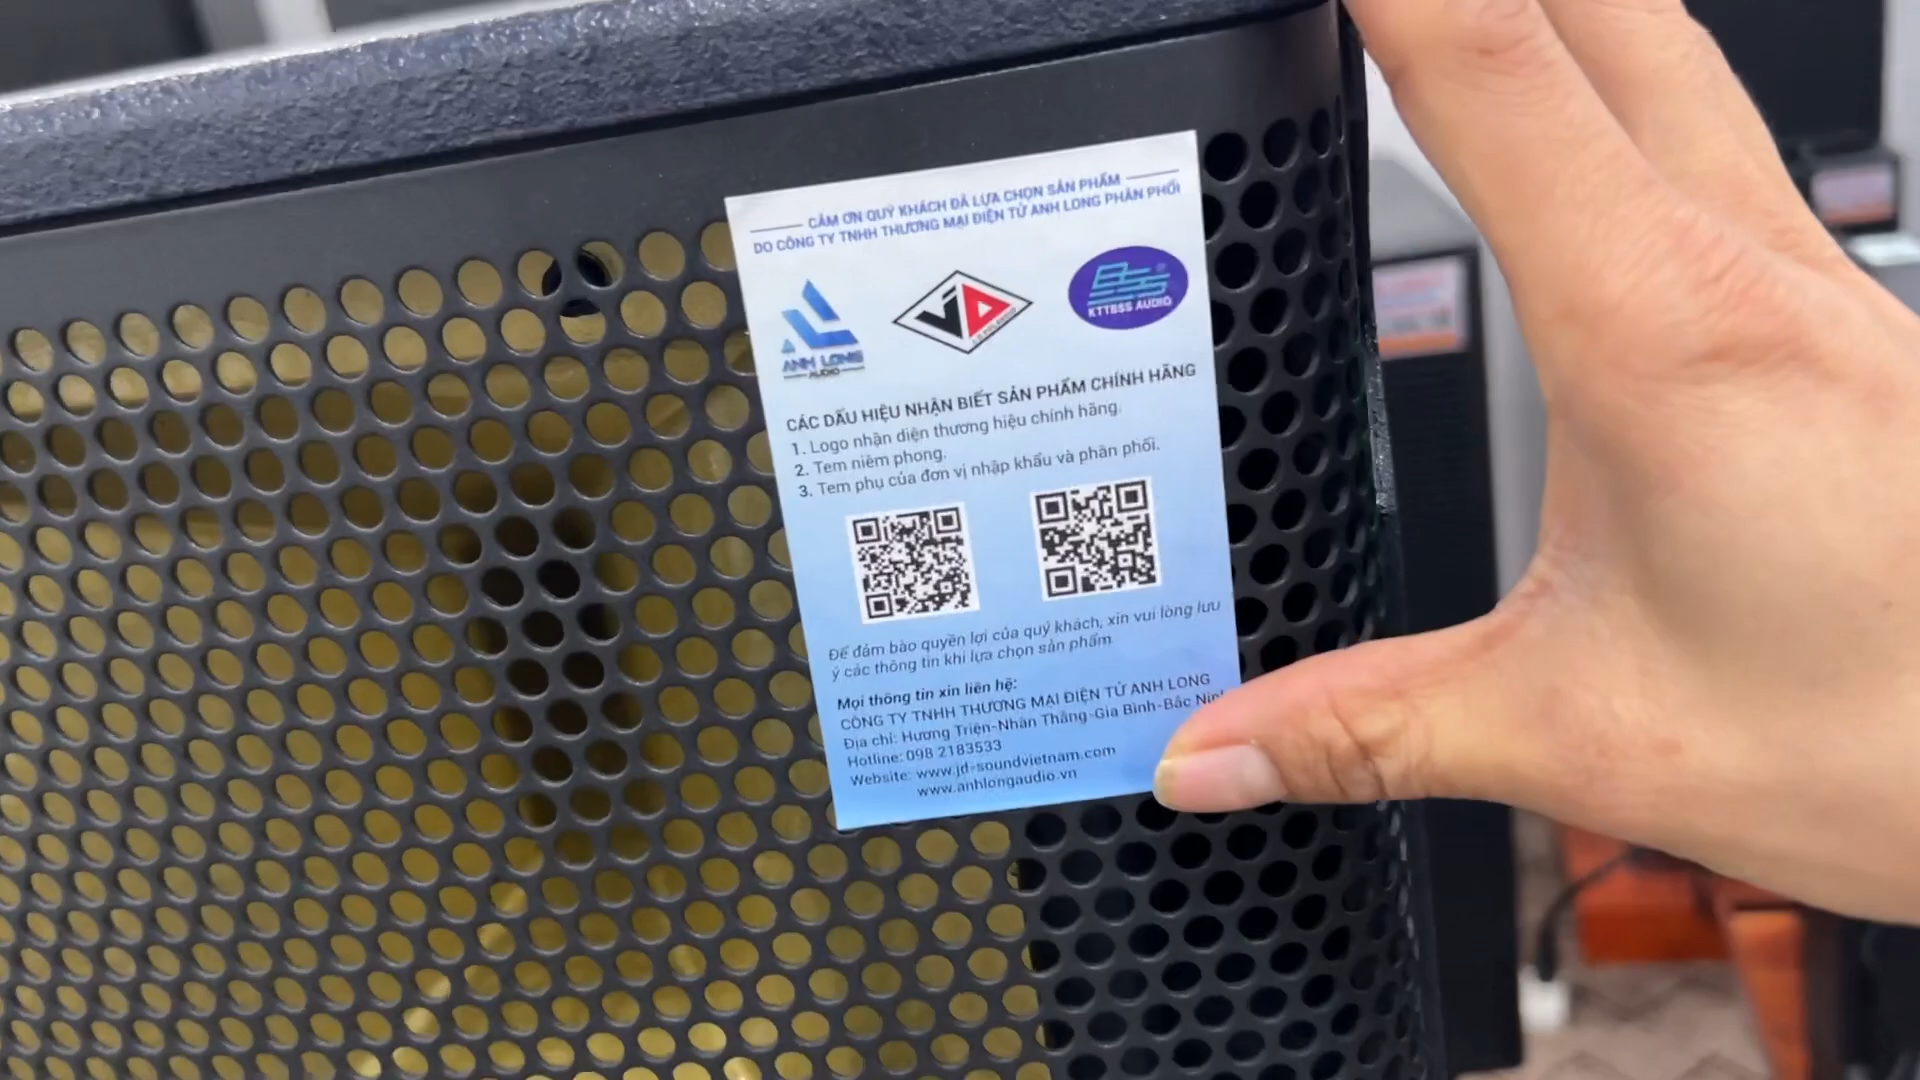 CẢM ƠN QUÝ KHÁCH ĐÃ LỰA CHỌN SẢN PHẨM
DO CÔNG TY TNHH THƯƠNG MẠI ĐIỆN TỬ ANH LONG PHÂN PHỐI
ANH LONG
AUDIO
BSS
KTTBSS AUDIO
CÁC DẤU HIỆU NHẬN BIẾT SẢN PHẨM CHÍNH HÃNG
1. Logo nhận diện thương hiệu chính hãng.
2. Tem niêm phong.
3. Tem phụ của đơn vị nhập khẩu và phân phối.
Để đảm bảo quyền lợi của quý khách, xin vui lòng lưu
ý các thông tin khi lựa chọn sản phẩm
Mọi thông tin xin liên hệ:
CÔNG TY TNHH THƯƠNG MẠI ĐIỆN TỬ ANH LONG
Địa chỉ: Hương Triện-Nhân Thắng-Gia Bình-Bắc Ninh
Hotline: 098 2183533
Website: www.jd-soundvietnam.com
www.anhlongaudio.vn